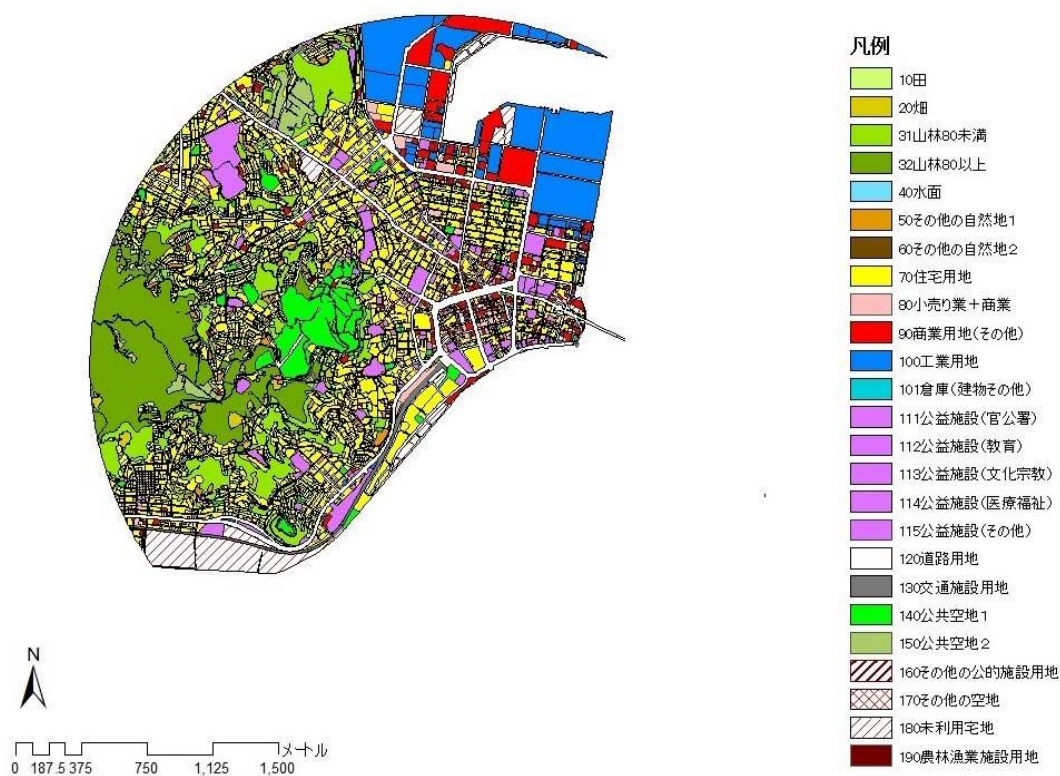 凡例
10田
20畑
31山林80未満
32山林80以上
40水面
50その他の自然地1
60その他の自然地2
70住宅用地
80小売り業＋商業
90商業用地(その他)
100工業用地
101倉庫(建物その他)
111公益施設(官公署)
112公益施設(教育)
113公益施設(文化宗教)
114公益施設(医療福祉)
115公益施設(その他)
120道路用地
130交通施設用地
140公共空地1
150公共空地2
160その他の公的施設用地
170その他の空地
180未利用宅地
190農林漁業施設用地
N
メートル
0 187.5 375 750 1,125 1,500